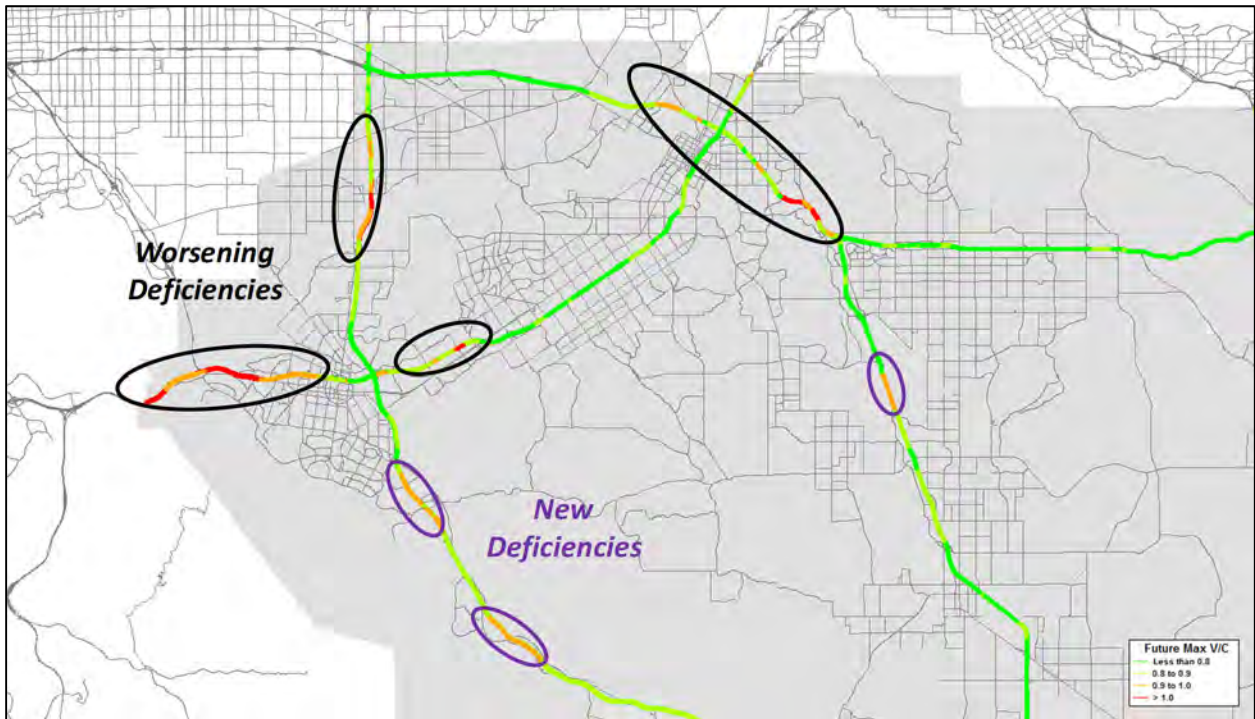 Worsening
Deficiencies
New
Deficiencies
Future Max V/C
Less than 0.8
0.8 to 0.9
0.9 to 1.0
> 1.0